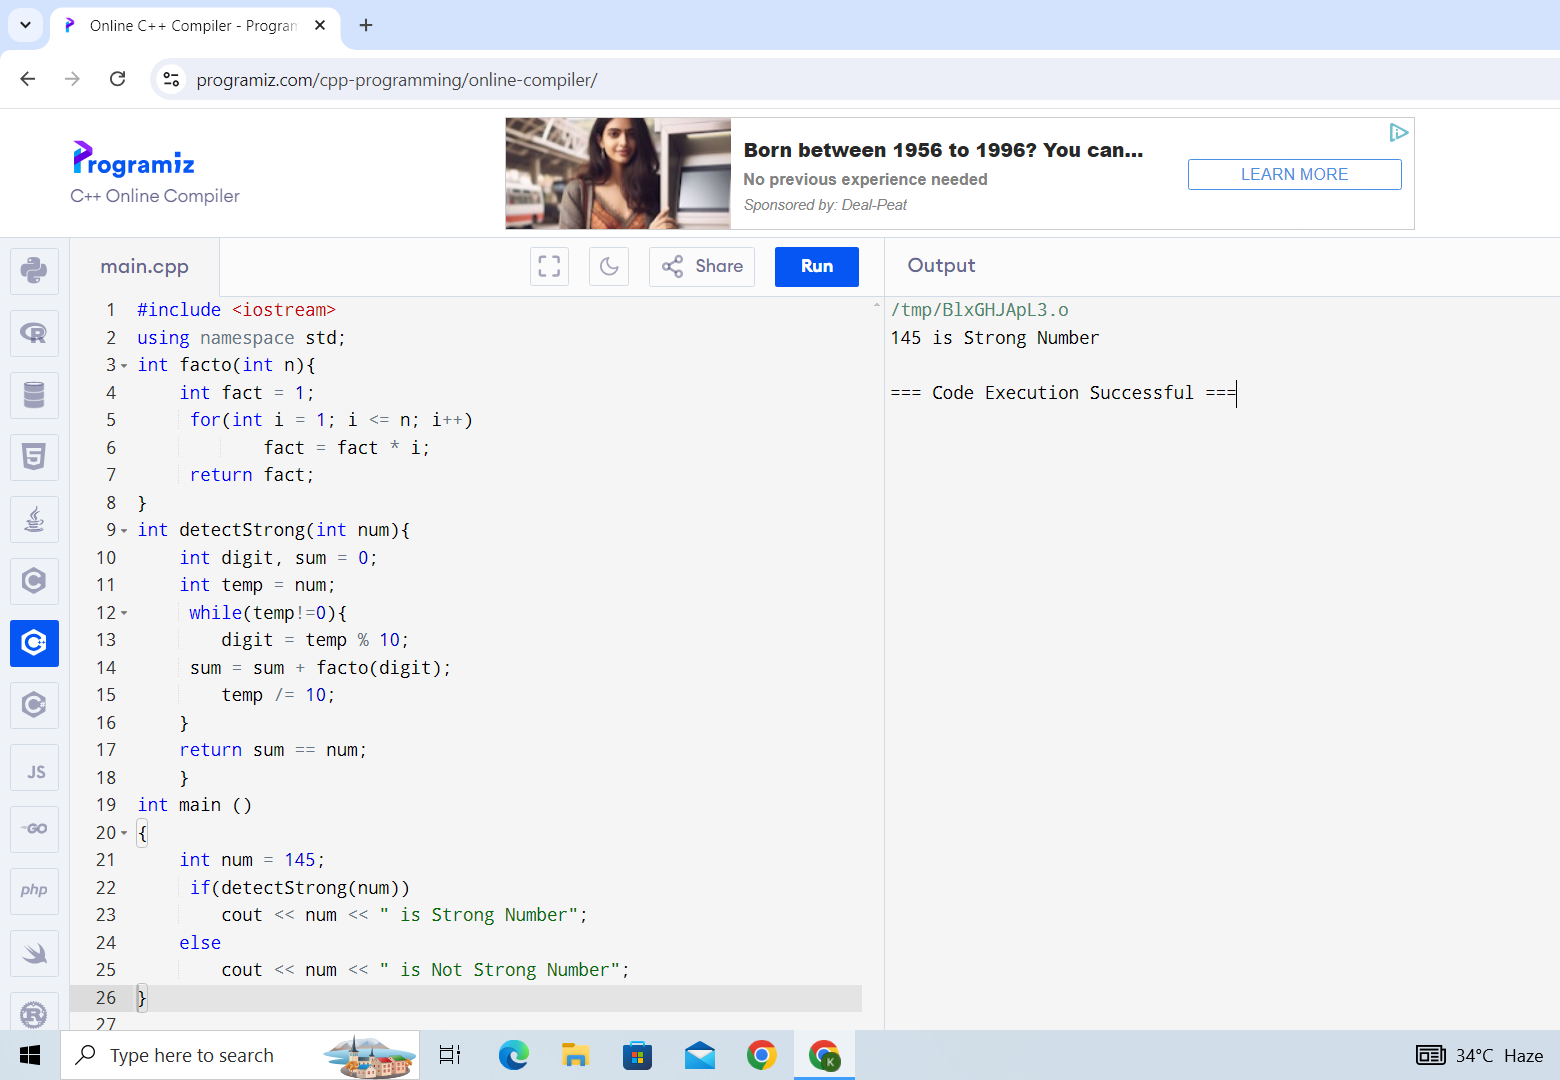 Online C++ Compiler - Program
programiz.com/cpp-programming/online-compiler/
Programiz
C++ Online Compiler
Born between 1956 to 1996? You can...
No previous experience needed
Sponsored by: Deal-Peat
LEARN MORE
main.cpp
Share
Run
Output
1 #include <iostream>
2 using namespace std;
3 int facto(int n){
4 int fact = 1;
5 for(int i = 1; i <= n; i++)
6 fact = fact * i;
7 return fact;
8 }
9 int detectStrong(int num){
10 int digit, sum = 0;
11 int temp = num;
12 while(temp!=0){
13 digit = temp % 10;
14 sum = sum + facto(digit);
15 temp /= 10;
16 }
17 return sum == num;
18 }
19 int main ()
20 {
21 int num = 145;
22 if(detectStrong(num))
23 cout << num << " is Strong Number";
24 else
25 cout << num << " is Not Strong Number";
26 }
27
/tmp/BlxGHJApL3.o
145 is Strong Number
=== Code Execution Successful ===
R
5
C
C++
C#
JS
GO
php
R
Type here to search
K
34°C Haze